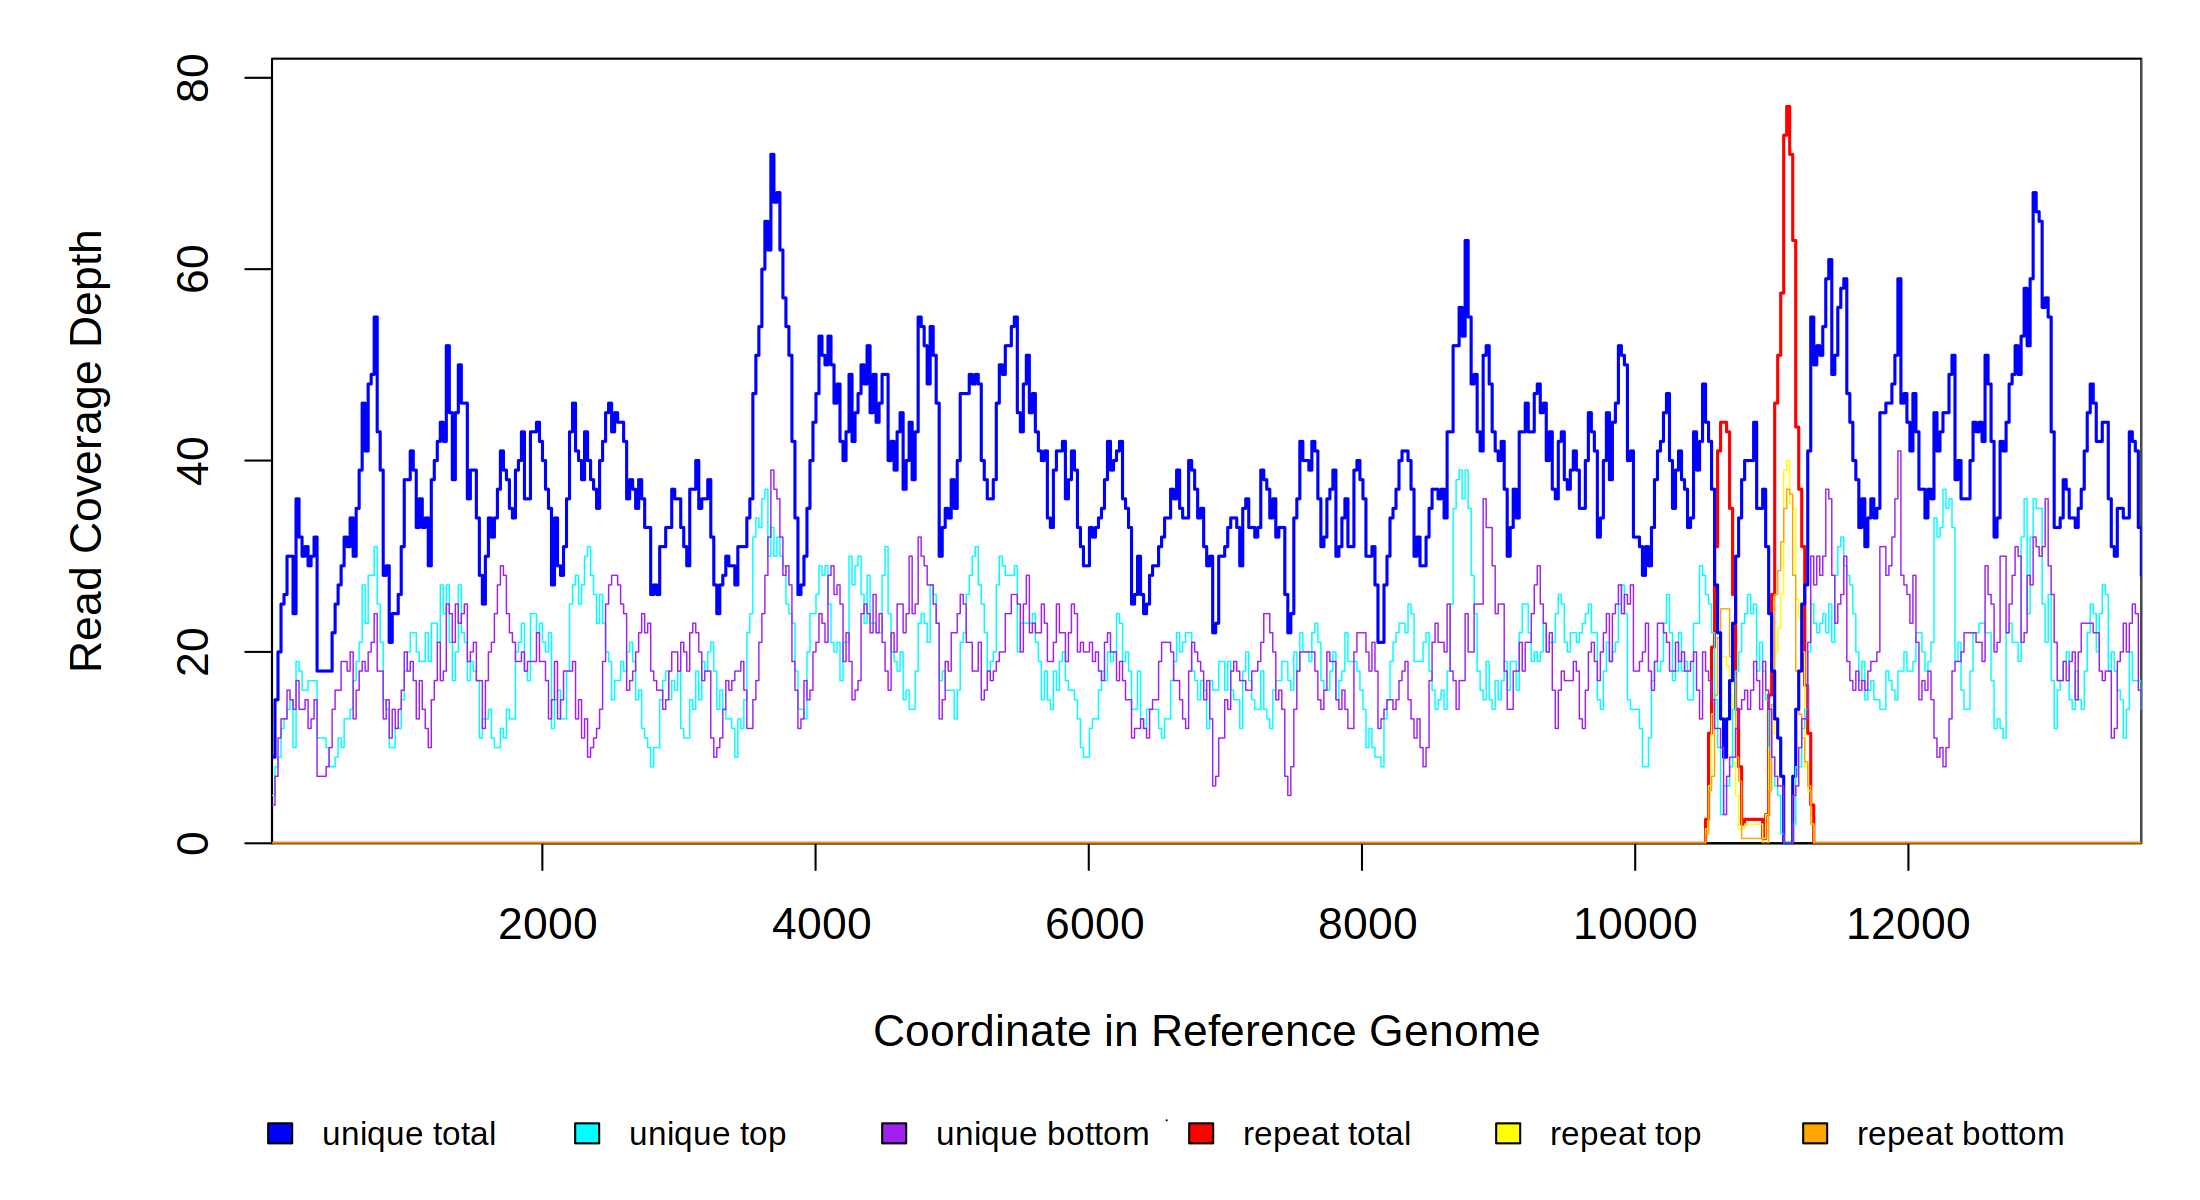 80
60
40
20
0
Read Coverage Depth
2000 4000 6000 8000 10000 12000
Coordinate in Reference Genome
unique total unique top unique bottom repeat total repeat top repeat bottom